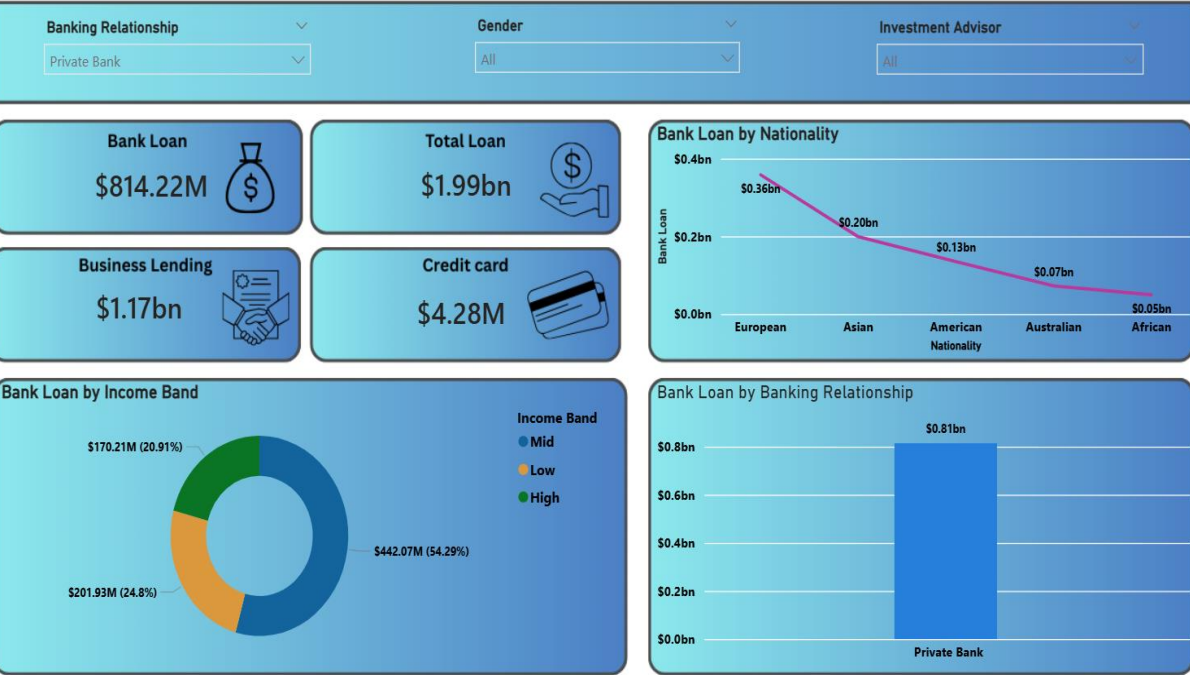 Banking Relationship
Private Bank
Gender
All
Investment Advisor
All
Bank Loan
$814.22M
$
Total Loan
$1.99bn
$
Business Lending
$1.17bn
Credit card
$4.28M
Bank Loan by Nationality
Bank Loan
$0.4bn
$0.2bn
$0.0bn
$0.36bn
$0.20bn
$0.13bn
$0.07bn
$0.05bn
European
Asian
American
Australian
African
Nationality
Bank Loan by Income Band
$170.21M (20.91%)
$201.93M (24.8%)
$442.07M (54.29%)
Income Band
Mid
Low
High
Bank Loan by Banking Relationship
$0.81bn
$0.8bn
$0.6bn
$0.4bn
$0.2bn
$0.0bn
Private Bank